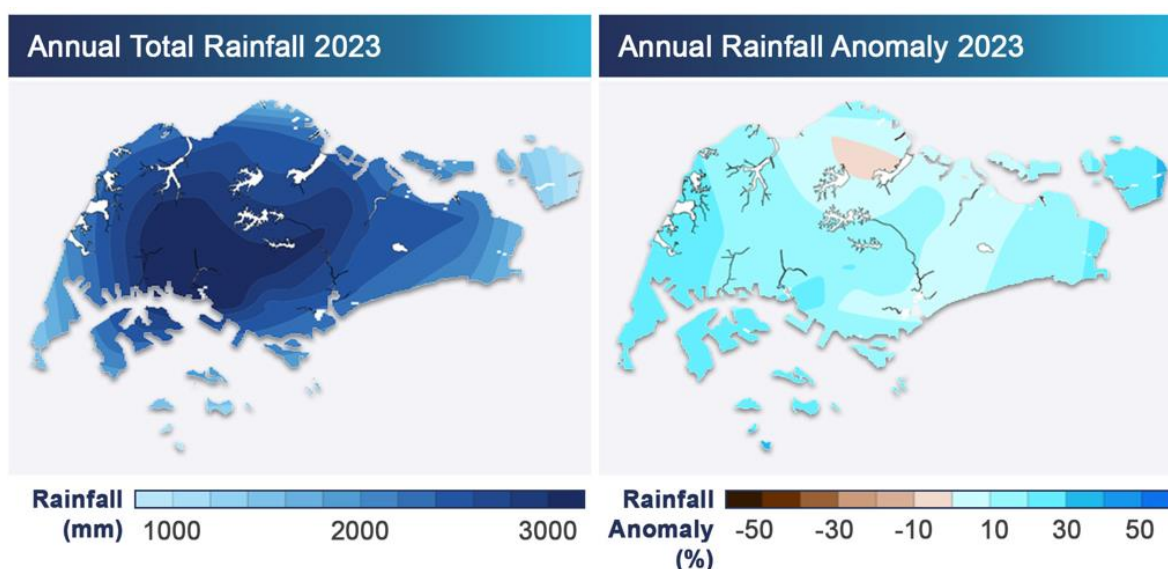 Annual Total Rainfall 2023
Annual Rainfall Anomaly 2023
Rainfall
(mm)
1000 2000 3000
Rainfall
Anomaly
(%)
-50 -30 -10 10 30 50